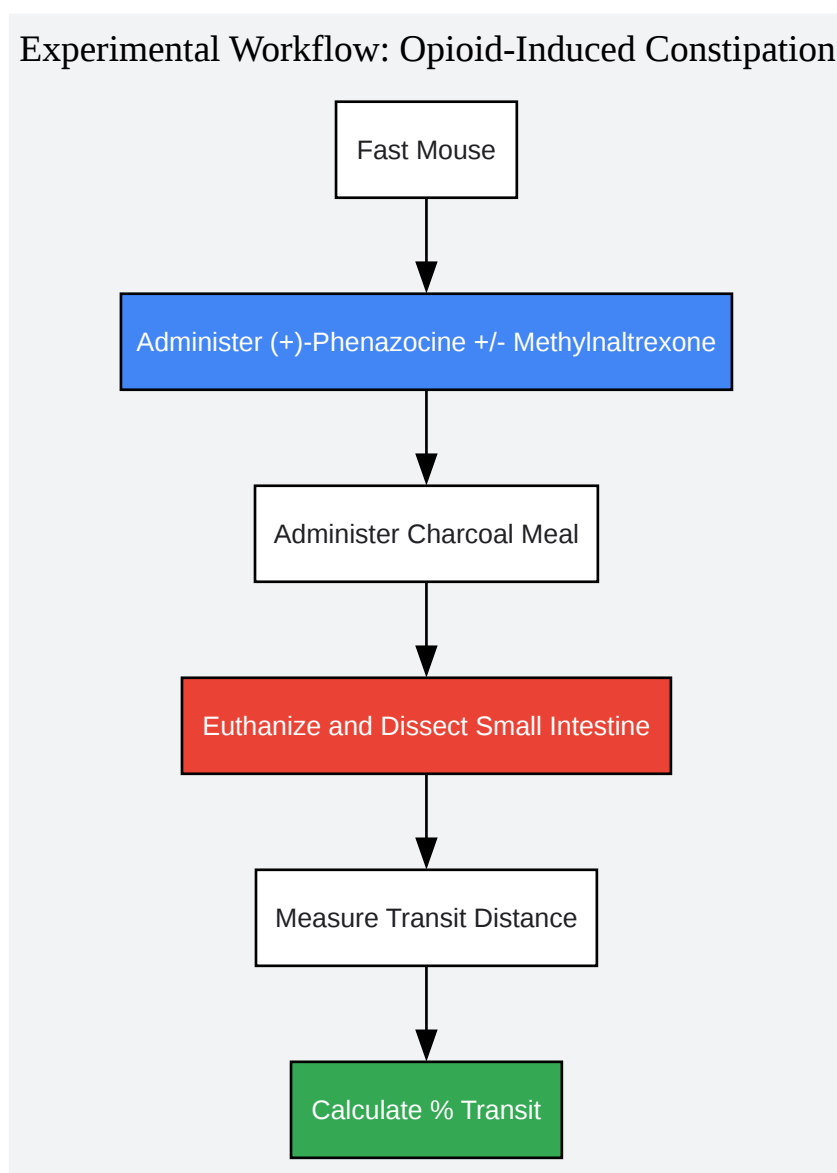 Experimental Workflow: Opioid-Induced Constipation
Fast Mouse
Administer (+)-Phenazocine +/- Methylnaltrexone
Administer Charcoal Meal
Euthanize and Dissect Small Intestine
Measure Transit Distance
Calculate % Transit